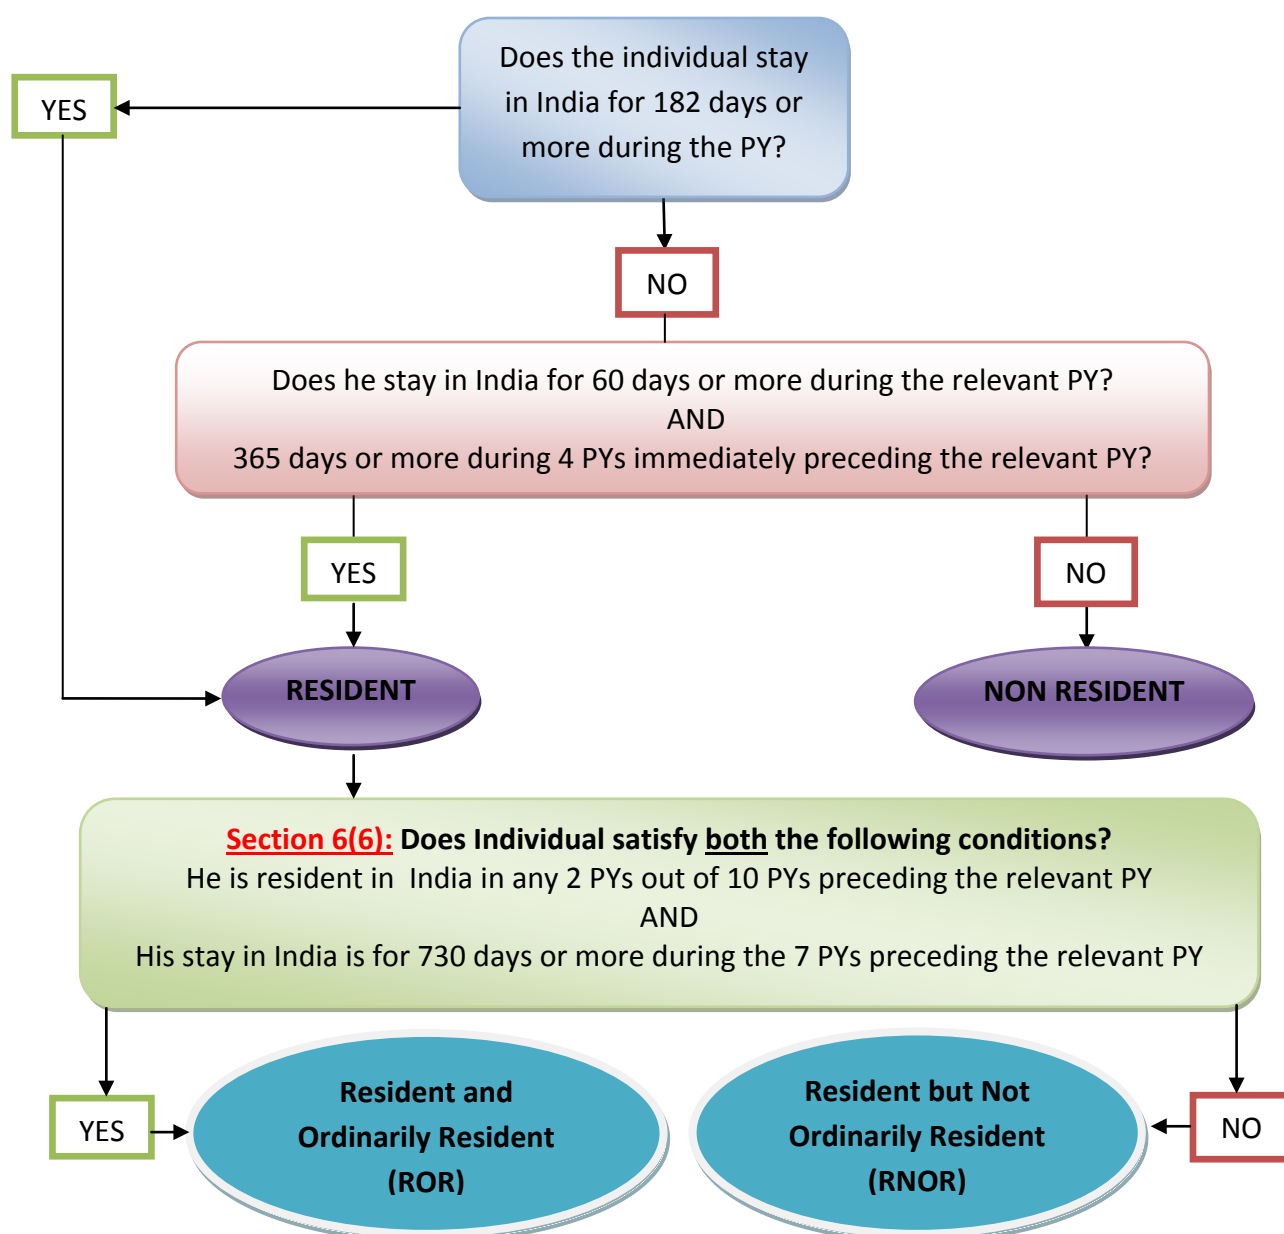 Does the individual stay
in India for 182 days or
more during the PY?
YES
NO
Does he stay in India for 60 days or more during the relevant PY?
AND
365 days or more during 4 PYs immediately preceding the relevant PY?
YES
NO
RESIDENT
NON RESIDENT
Section 6(6): Does Individual satisfy both the following conditions?
He is resident in India in any 2 PYs out of 10 PYs preceding the relevant PY
AND
His stay in India is for 730 days or more during the 7 PYs preceding the relevant PY
YES
Resident and
Ordinarily Resident
(ROR)
Resident but Not
Ordinarily Resident
(RNOR)
NO